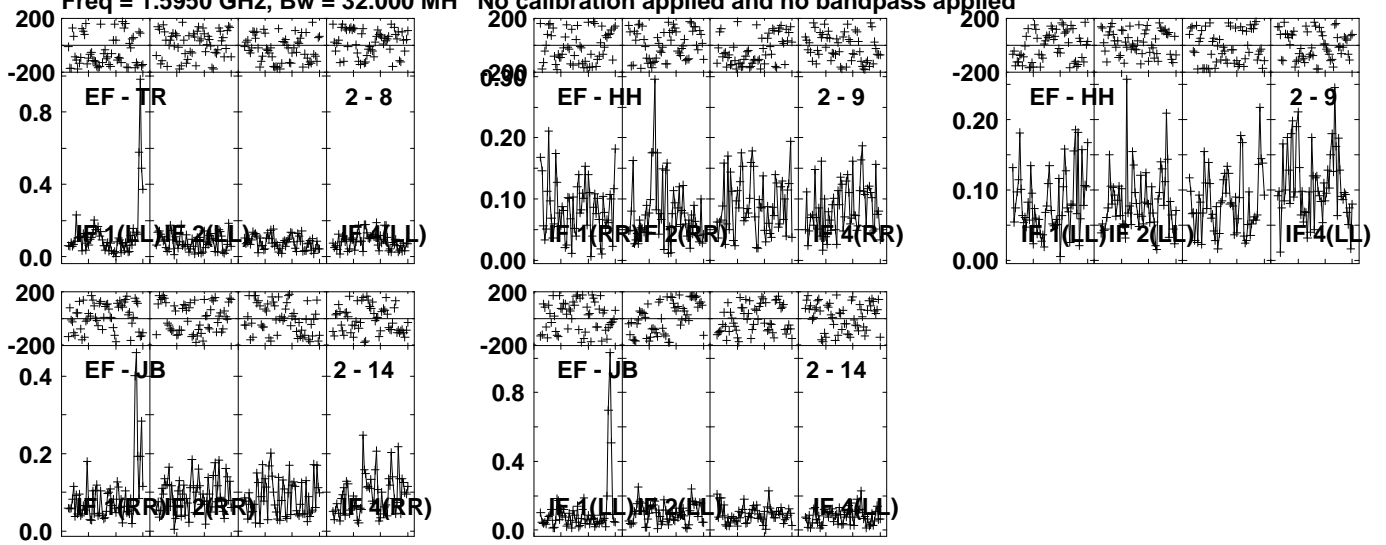 Freq = 1.5950 GHz, Bw = 32.000 MH No calibration applied and no bandpass applied
200
-200
EF - TR 2 - 8
0.8
0.4
IF 1(LL) IF 2(LL) IF 4(LL)
0.0
200
-200
0.30
EF - HH 2 - 9
0.20
0.10
IF 1(RR) IF 2(RR) IF 4(RR)
0.00
200
-200
EF - HH 2 - 9
0.20
0.10
IF 1(LL) IF 2(LL) IF 4(LL)
0.00
200
-200
EF - JB 2 - 14
0.4
0.2
IF 1(RR) IF 2(RR) IF 4(RR)
0.0
200
-200
EF - JB 2 - 14
0.8
0.4
IF 1(LL) IF 2(LL) IF 4(LL)
0.0